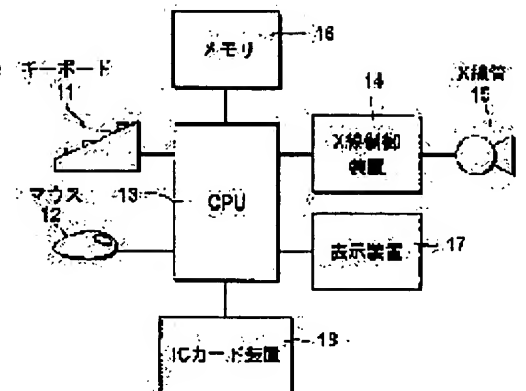 メモリ
16
キーボード
11
14
X線管
15
X線制御
装置
マウス
12
13
CPU
表示装置
17
ICカード装置
18